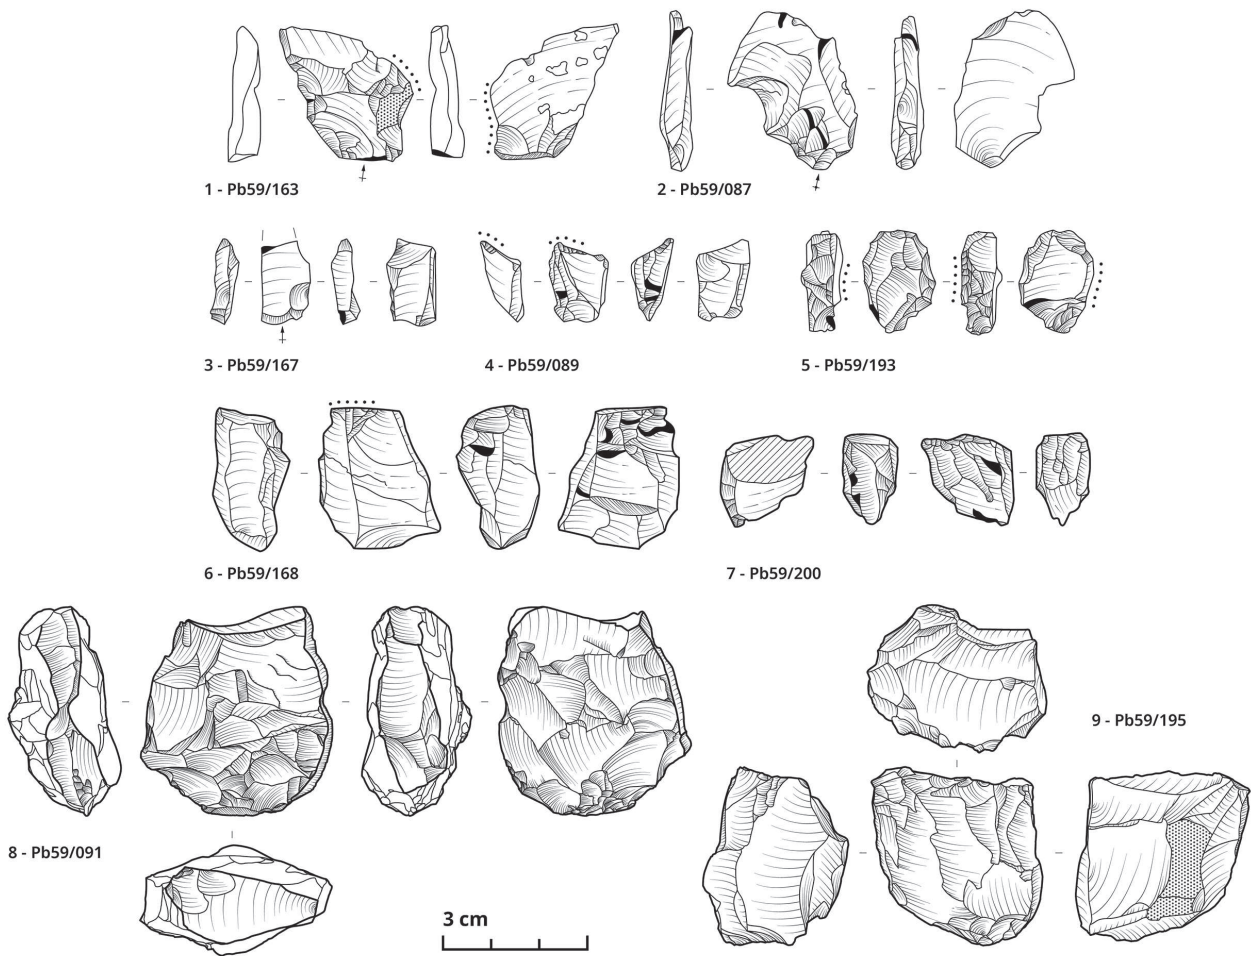 1 - Pb59/163
2 - Pb59/087
3 - Pb59/167
4 - Pb59/089
5 - Pb59/193
6 - Pb59/168
7 - Pb59/200
9 - Pb59/195
8 - Pb59/091
3 cm